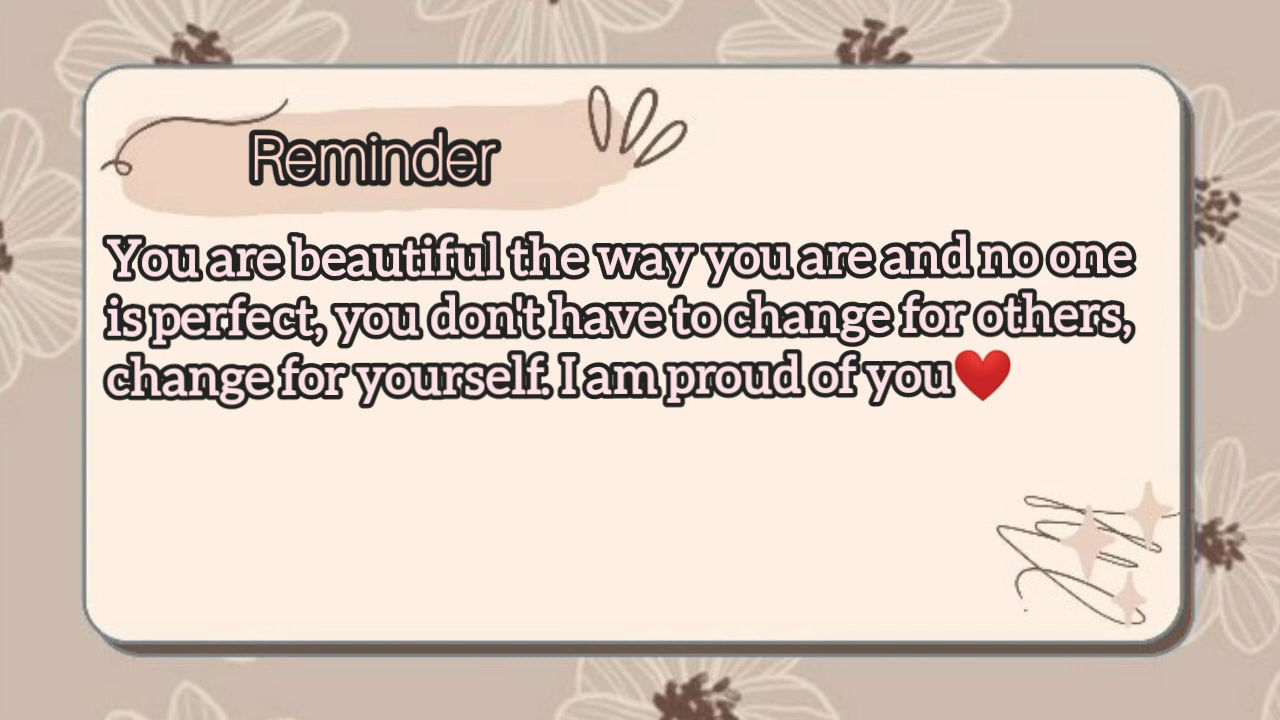 Reminder
You are beautiful the way you are and no one
is perfect, you don't have to change for others,
change for yourself. I am proud of you❤️